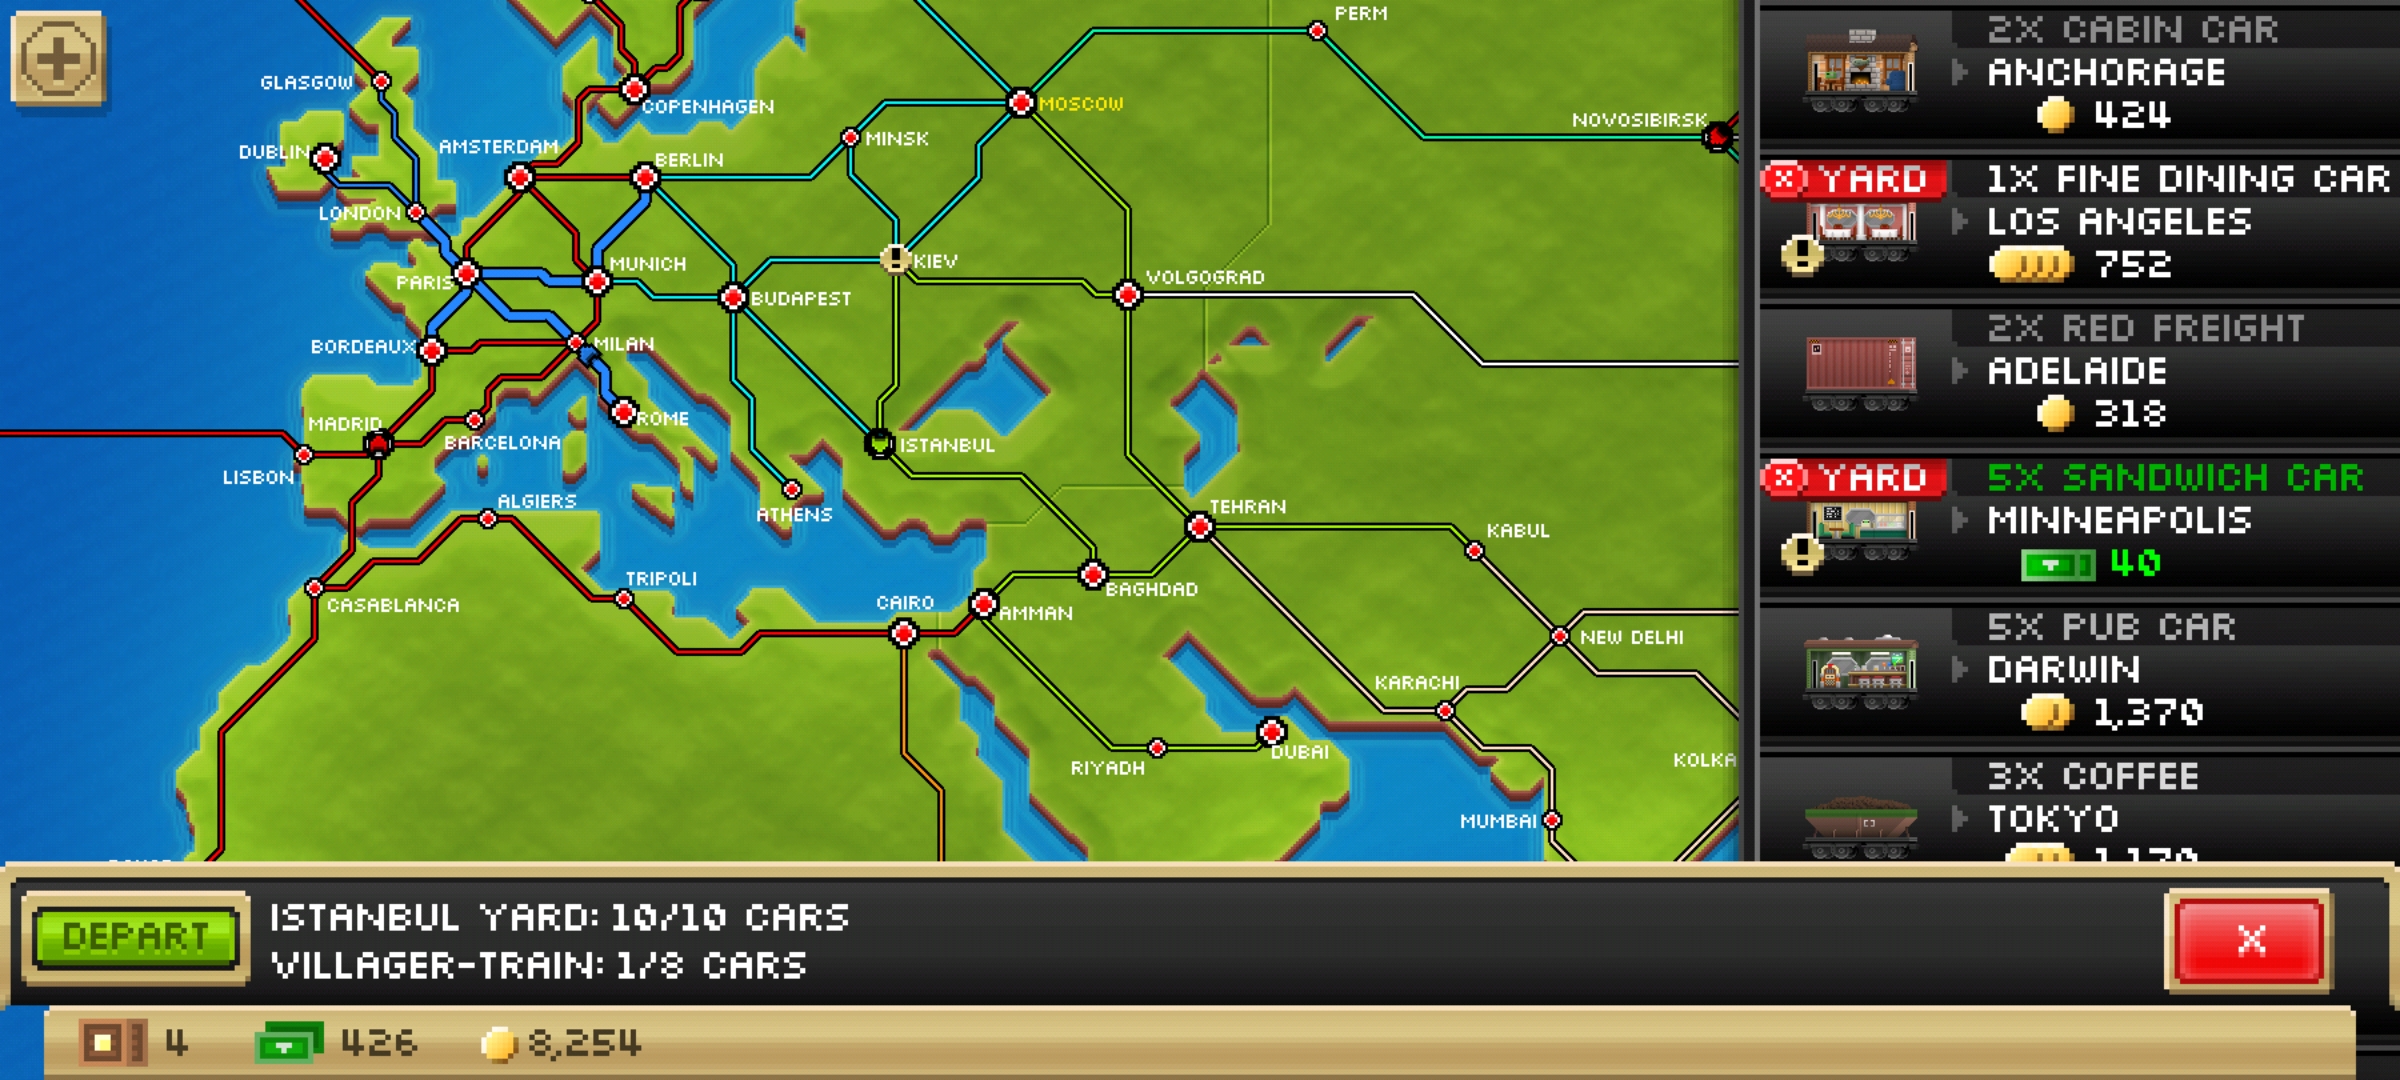 PERM
GLASGOW
COPENHAGEN
MOSCOW
NOVOSIBIRSK
MINSK
DUBLIN
AMSTERDAM
BERLIN
LONDON
MUNICH
KIEV
PARIS
BUDAPEST
VOLGOGRAD
BORDEAUX
MILAN
MADRID
ROME
BARCELONA
ISTANBUL
LISBON
ALGIERS
ATHENS
TEHRAN
KABUL
TRIPOLI
CASABLANCA
CAIRO
AMMAN
BAGHDAD
NEW DELHI
KARACHI
RIYADH
DUBAI
KOLKA
MUMBAI
2X CABIN CAR
ANCHORAGE
424
YARD
1X FINE DINING CAR
LOS ANGELES
752
2X RED FREIGHT
ADELAIDE
318
YARD
5X SANDWICH CAR
MINNEAPOLIS
40
5X PUB CAR
DARWIN
1,370
3X COFFEE
TOKYO
1,170
DEPART
ISTANBUL YARD: 10/10 CARS
VILLAGER-TRAIN: 1/8 CARS
X
4
426
8,254